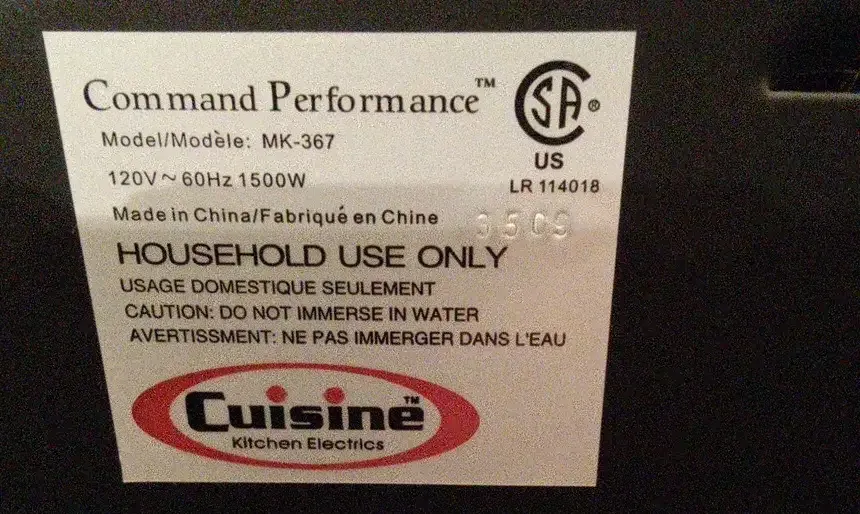 Command Performance™
Model/Modèle: MK-367
120V~60Hz 1500W
Made in China/Fabriqué en Chine
HOUSEHOLD USE ONLY
USAGE DOMESTIQUE SEULEMENT
CAUTION: DO NOT IMMERSE IN WATER
AVERTISSMENT: NE PAS IMMERGER DANS L'EAU
SA®
US
LR 114018
Cuisine™
Kitchen Electrics